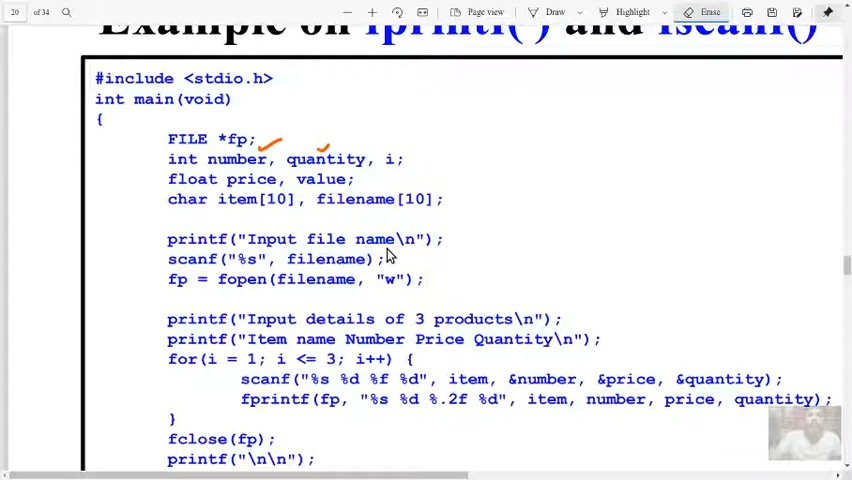 20 of 34 Page view Draw Highlight Erase
Example on fprintf() and fscanf()
#include <stdio.h>
int main(void)
{
FILE *fp;
int number, quantity, i;
float price, value;
char item[10], filename[10];
printf("Input file name\n");
scanf("%s", filename);
fp = fopen(filename, "w");
printf("Input details of 3 products\n");
printf("Item name Number Price Quantity\n");
for(i = 1; i <= 3; i++) {
scanf("%s %d %f %d", item, &number, &price, &quantity);
fprintf(fp, "%s %d %.2f %d", item, number, price, quantity);
}
fclose(fp);
printf("\n\n");